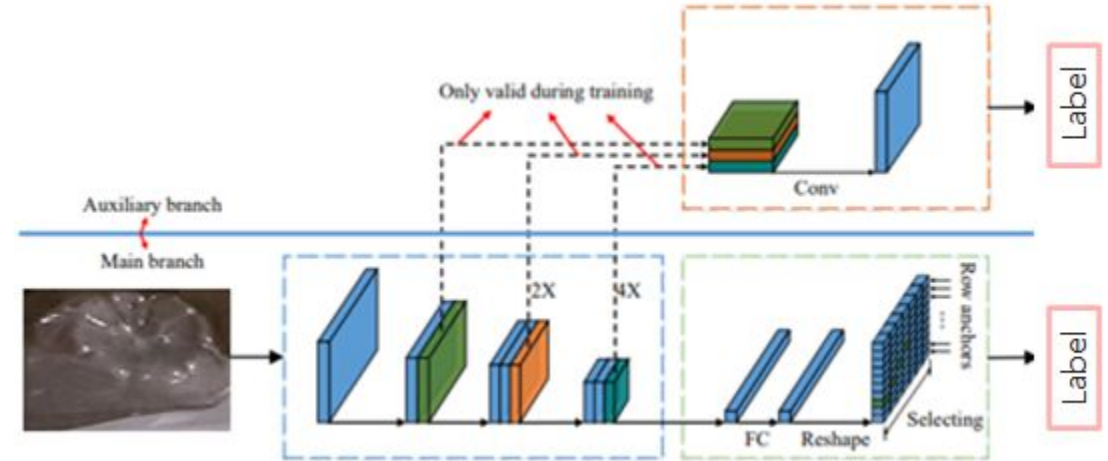 Only valid during training
Label
Conv
Auxiliary branch
Main branch
2X
4X
Row anchors
...
Selecting
FC
Reshape
Label